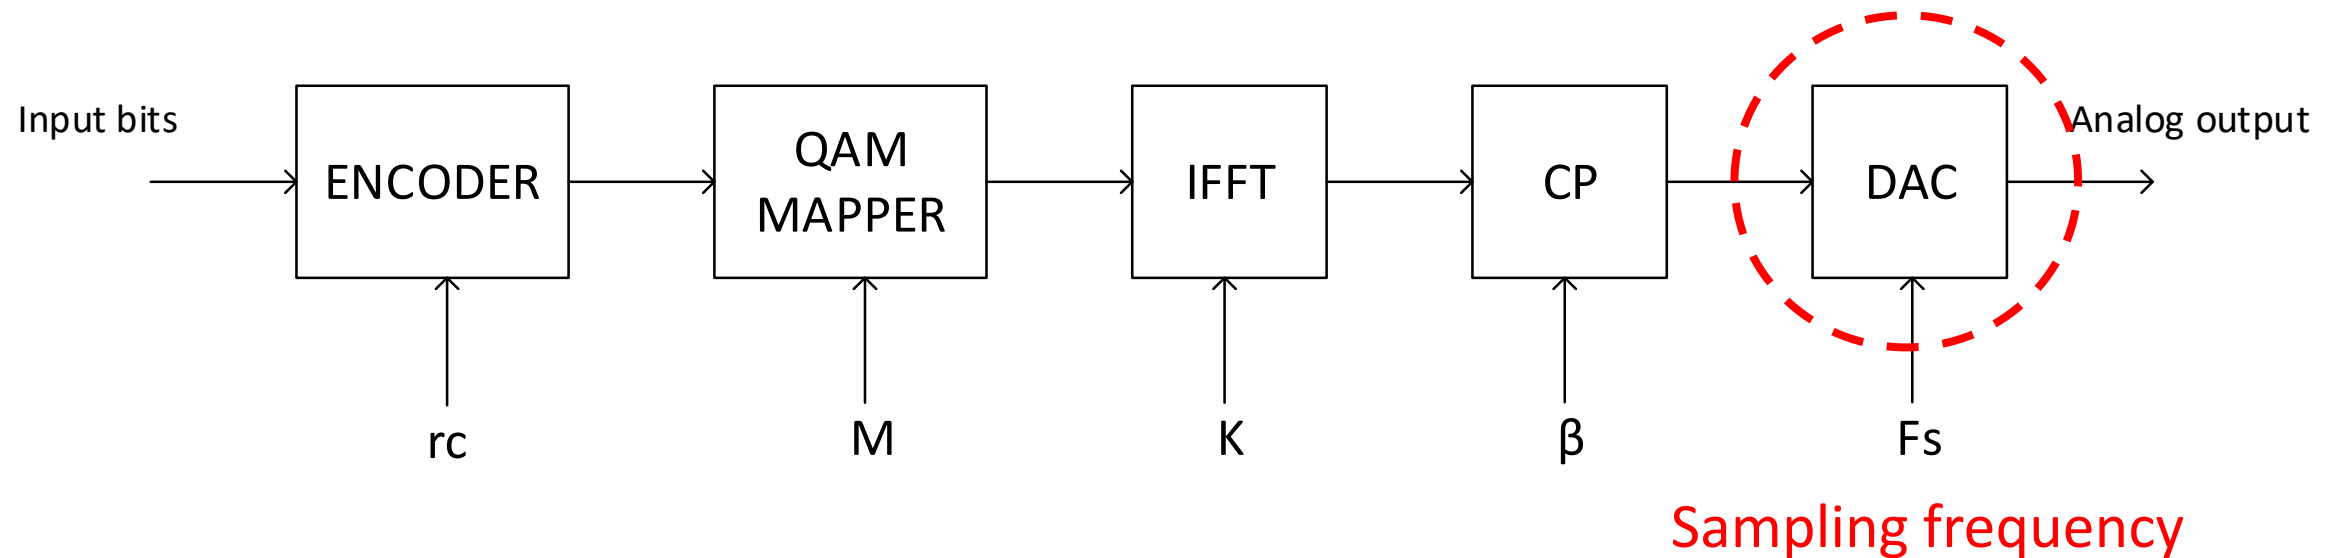 Input bits
ENCODER
QAM
MAPPER
IFFT
CP
DAC
Analog output
rc
M
K
β
Fs
Sampling frequency